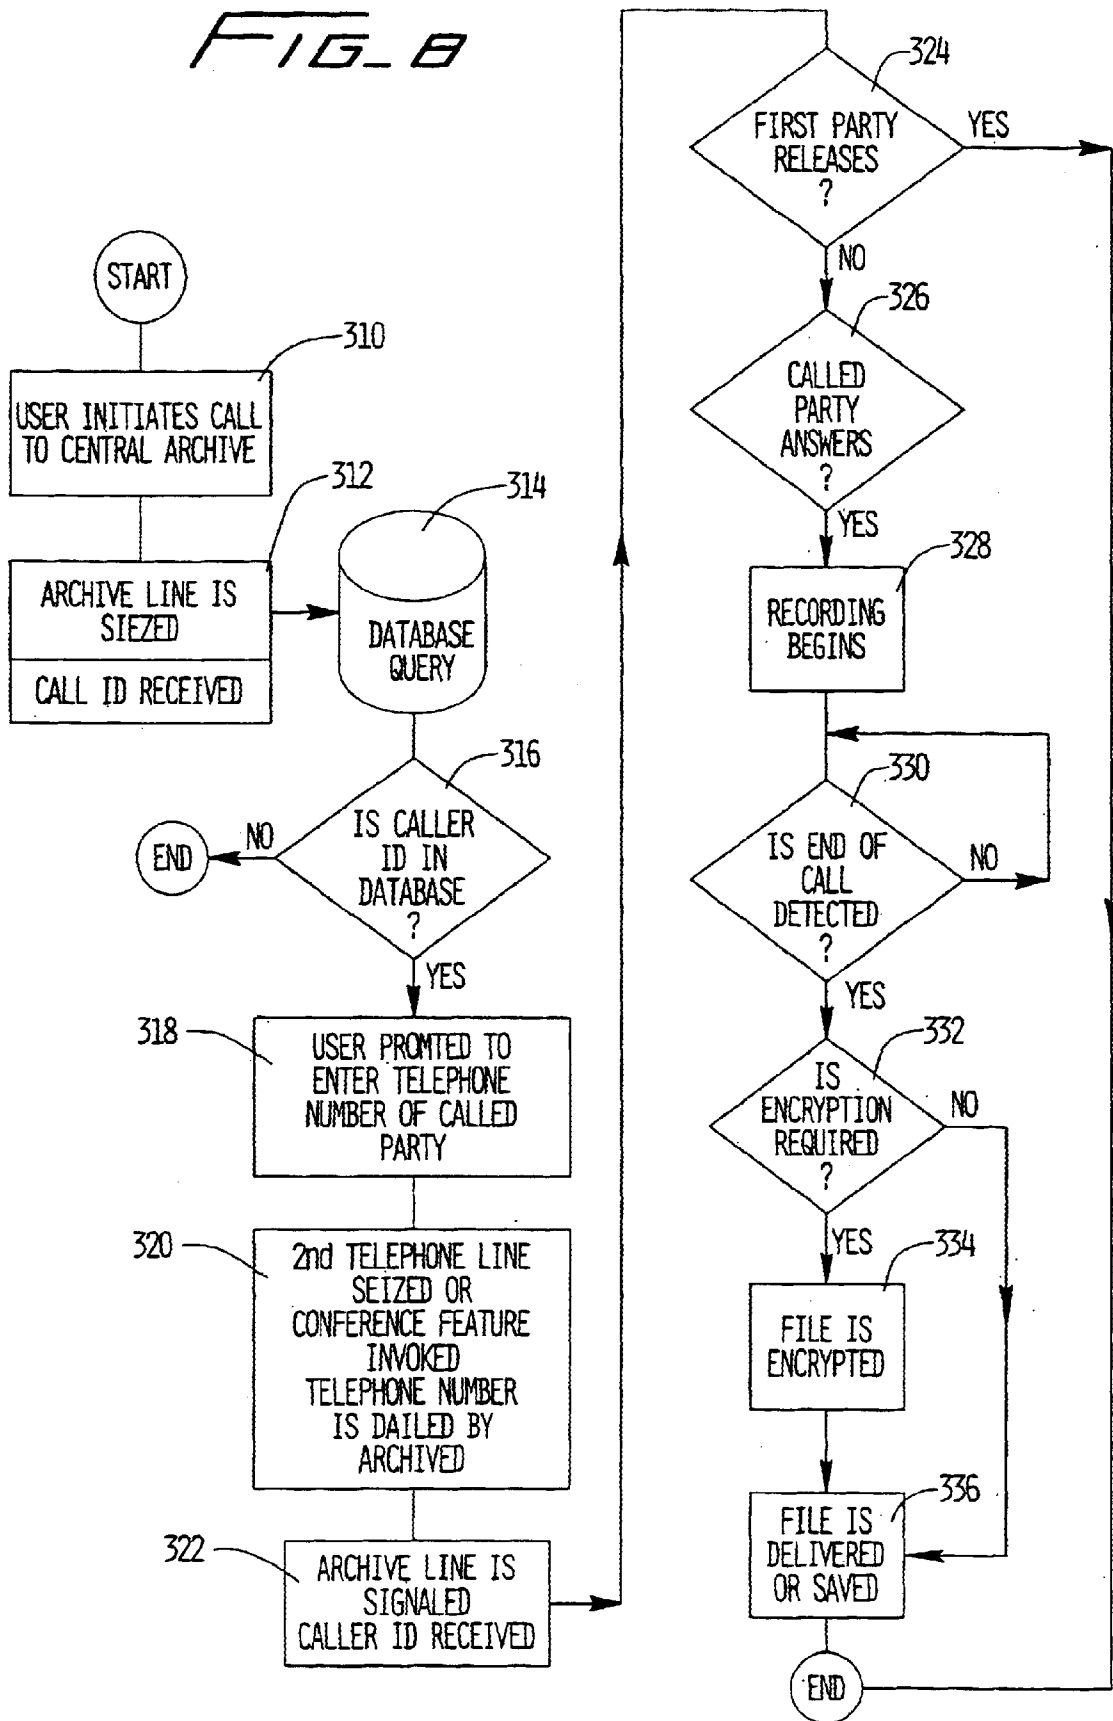 FIG_8
START
310
USER INITIATES CALL
TO CENTRAL ARCHIVE
312
ARCHIVE LINE IS
SIEZED
CALL ID RECEIVED
314
DATABASE
QUERY
316
IS CALLER
ID IN
DATABASE
?
NO
END
YES
318
USER PROMTED TO
ENTER TELEPHONE
NUMBER OF CALLED
PARTY
320
2nd TELEPHONE LINE
SEIZED OR
CONFERENCE FEATURE
INVOKED
TELEPHONE NUMBER
IS DAILED BY
ARCHIVED
322
ARCHIVE LINE IS
SIGNALED
CALLER ID RECEIVED
324
FIRST PARTY
RELEASES
?
YES
NO
326
CALLED
PARTY
ANSWERS
?
YES
328
RECORDING
BEGINS
330
IS END OF
CALL
DETECTED
?
NO
YES
332
IS
ENCRYPTION
REQUIRED
?
NO
YES
334
FILE IS
ENCRYPTED
336
FILE IS
DELIVERED
OR SAVED
END